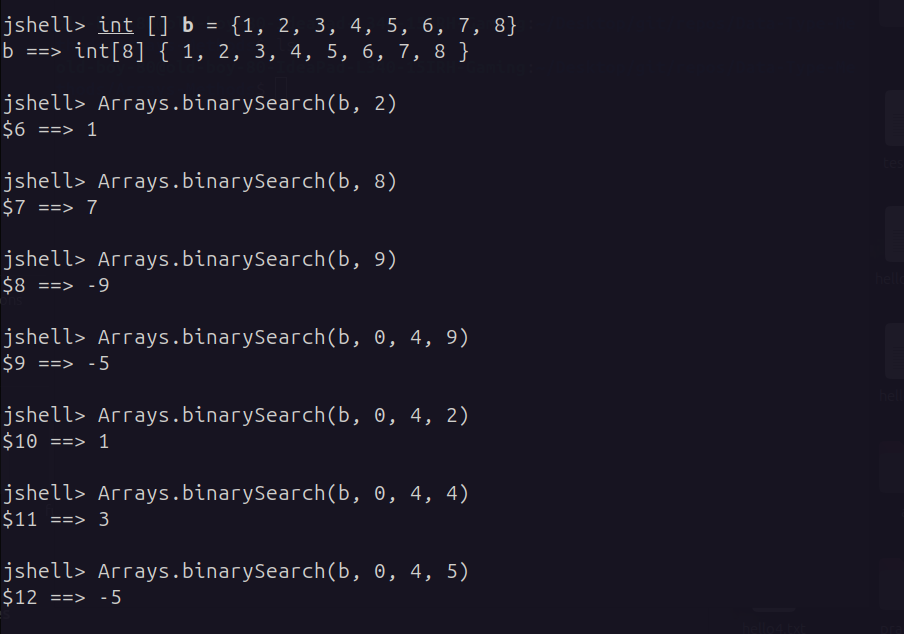 jshell> int [] b = {1, 2, 3, 4, 5, 6, 7, 8}
b ==> int[8] { 1, 2, 3, 4, 5, 6, 7, 8 }
jshell> Arrays.binarySearch(b, 2)
$6 ==> 1
jshell> Arrays.binarySearch(b, 8)
$7 ==> 7
jshell> Arrays.binarySearch(b, 9)
$8 ==> -9
jshell> Arrays.binarySearch(b, 0, 4, 9)
$9 ==> -5
jshell> Arrays.binarySearch(b, 0, 4, 2)
$10 ==> 1
jshell> Arrays.binarySearch(b, 0, 4, 4)
$11 ==> 3
jshell> Arrays.binarySearch(b, 0, 4, 5)
$12 ==> -5